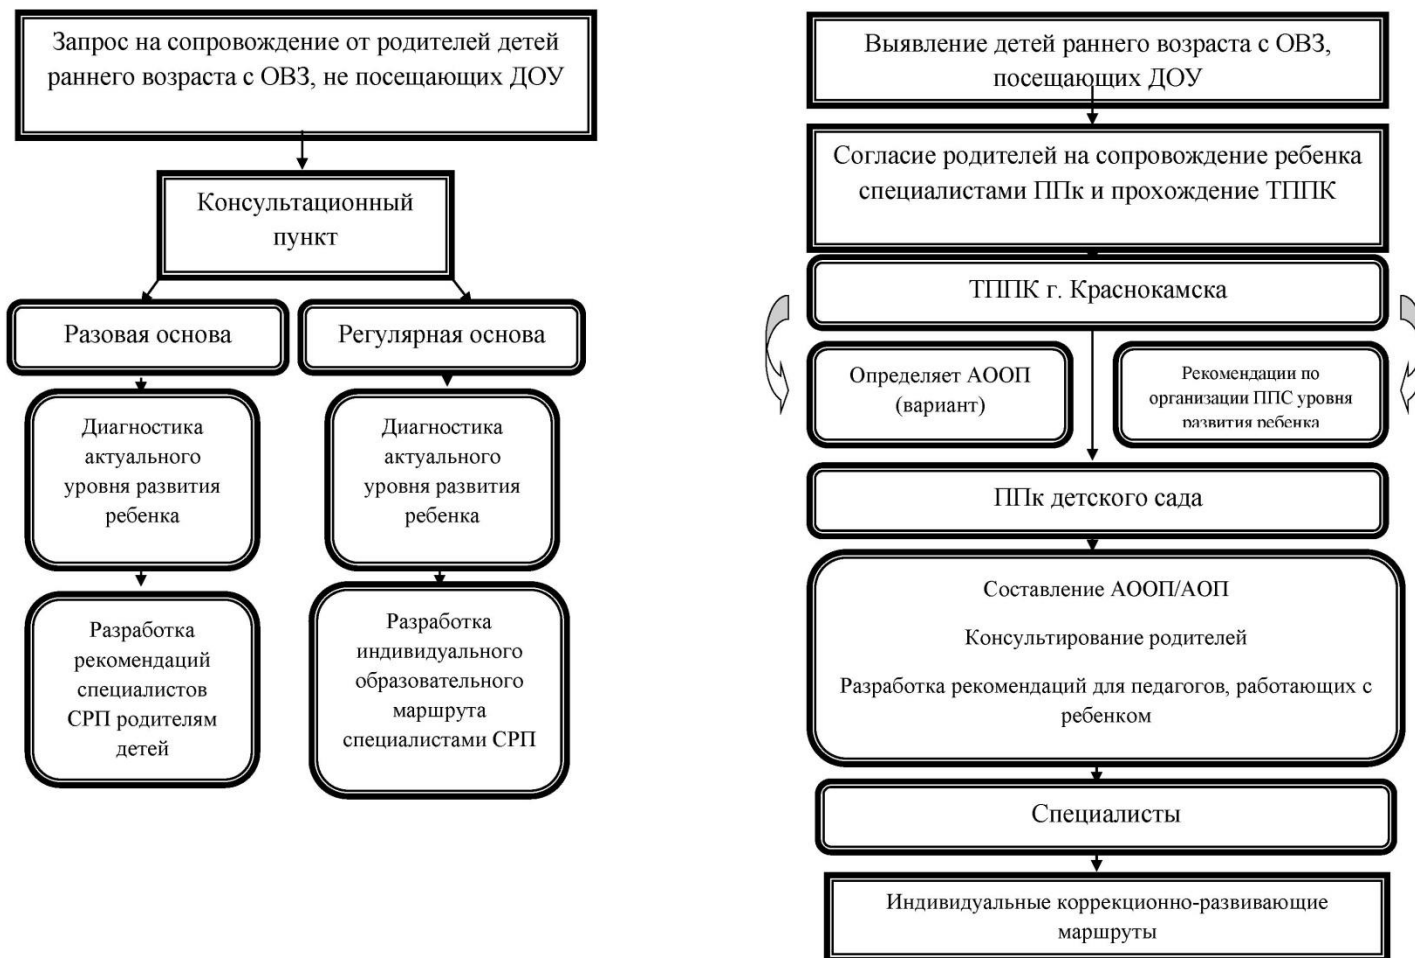 Запрос на сопровождение от родителей детей
раннего возраста с ОВЗ, не посещающих ДОУ
Консультационный
пункт
Разовая основа
Регулярная основа
Диагностика
актуального
уровня развития
ребенка
Диагностика
актуального
уровня развития
ребенка
Разработка
рекомендаций
специалистов
СРП родителям
детей
Разработка
индивидуального
образовательного
маршрута
специалистами СРП
Выявление детей раннего возраста с ОВЗ,
посещающих ДОУ
Согласие родителей на сопровождение ребенка
специалистами ППк и прохождение ТППК
ТППК г. Краснокамска
Определяет АООП
(вариант)
Рекомендации по
организации ППС уровня
развития ребенка
ППк детского сада
Составление АООП/АОП
Консультирование родителей
Разработка рекомендаций для педагогов, работающих с
ребенком
Специалисты
Индивидуальные коррекционно-развивающие
маршруты